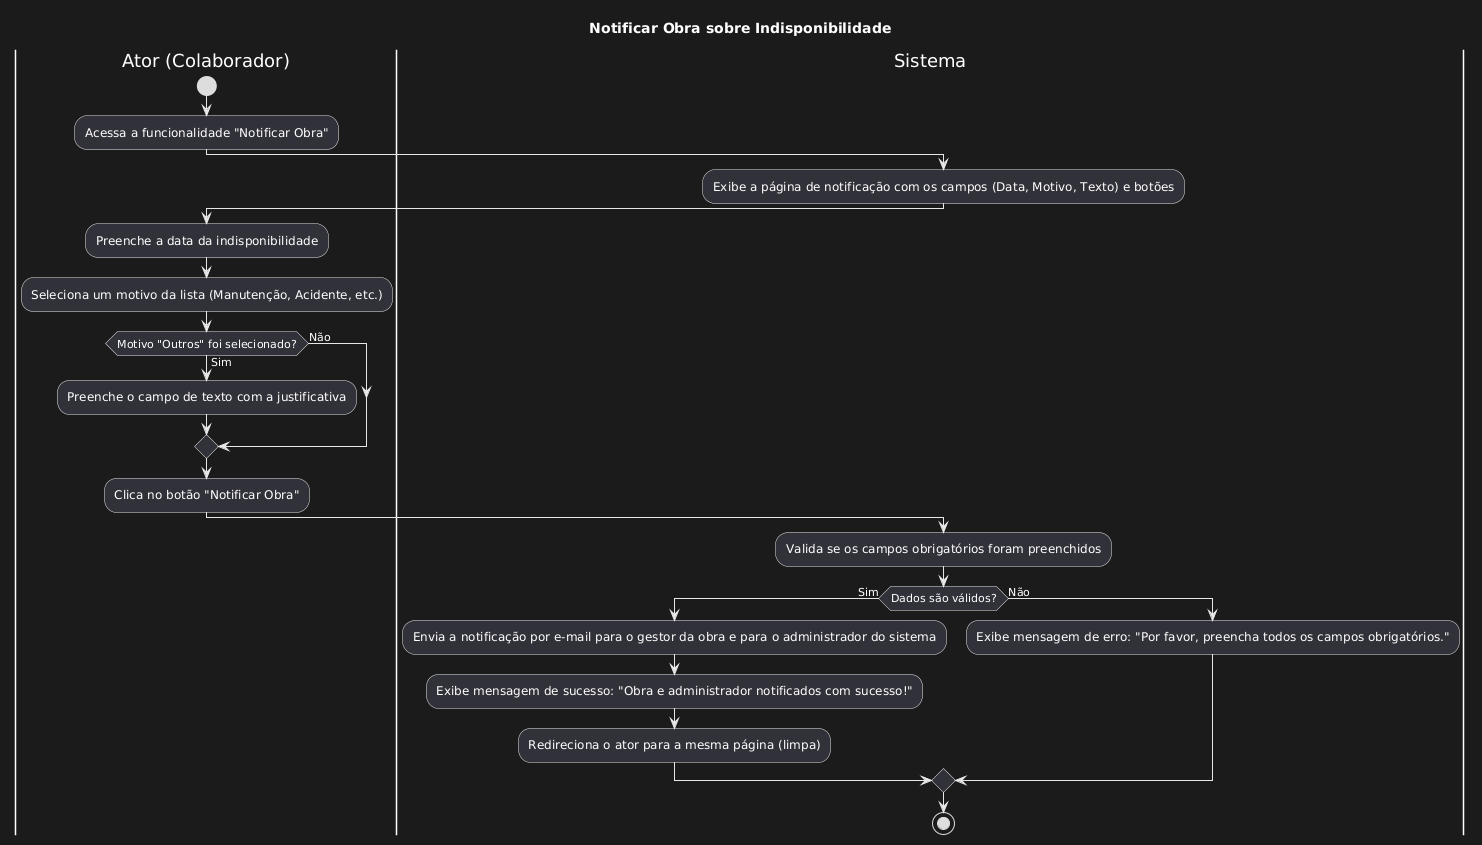 Notificar Obra sobre Indisponibilidade
Ator (Colaborador)
Sistema
Acessa a funcionalidade "Notificar Obra"
Exibe a página de notificação com os campos (Data, Motivo, Texto) e botões
Preenche a data da indisponibilidade
Seleciona um motivo da lista (Manutenção, Acidente, etc.)
Motivo "Outros" foi selecionado?
Não
Sim
Preenche o campo de texto com a justificativa
Clica no botão "Notificar Obra"
Valida se os campos obrigatórios foram preenchidos
Sim
Dados são válidos?
Não
Envia a notificação por e-mail para o gestor da obra e para o administrador do sistema
Exibe mensagem de erro: "Por favor, preencha todos os campos obrigatórios."
Exibe mensagem de sucesso: "Obra e administrador notificados com sucesso!"
Redireciona o ator para a mesma página (limpa)